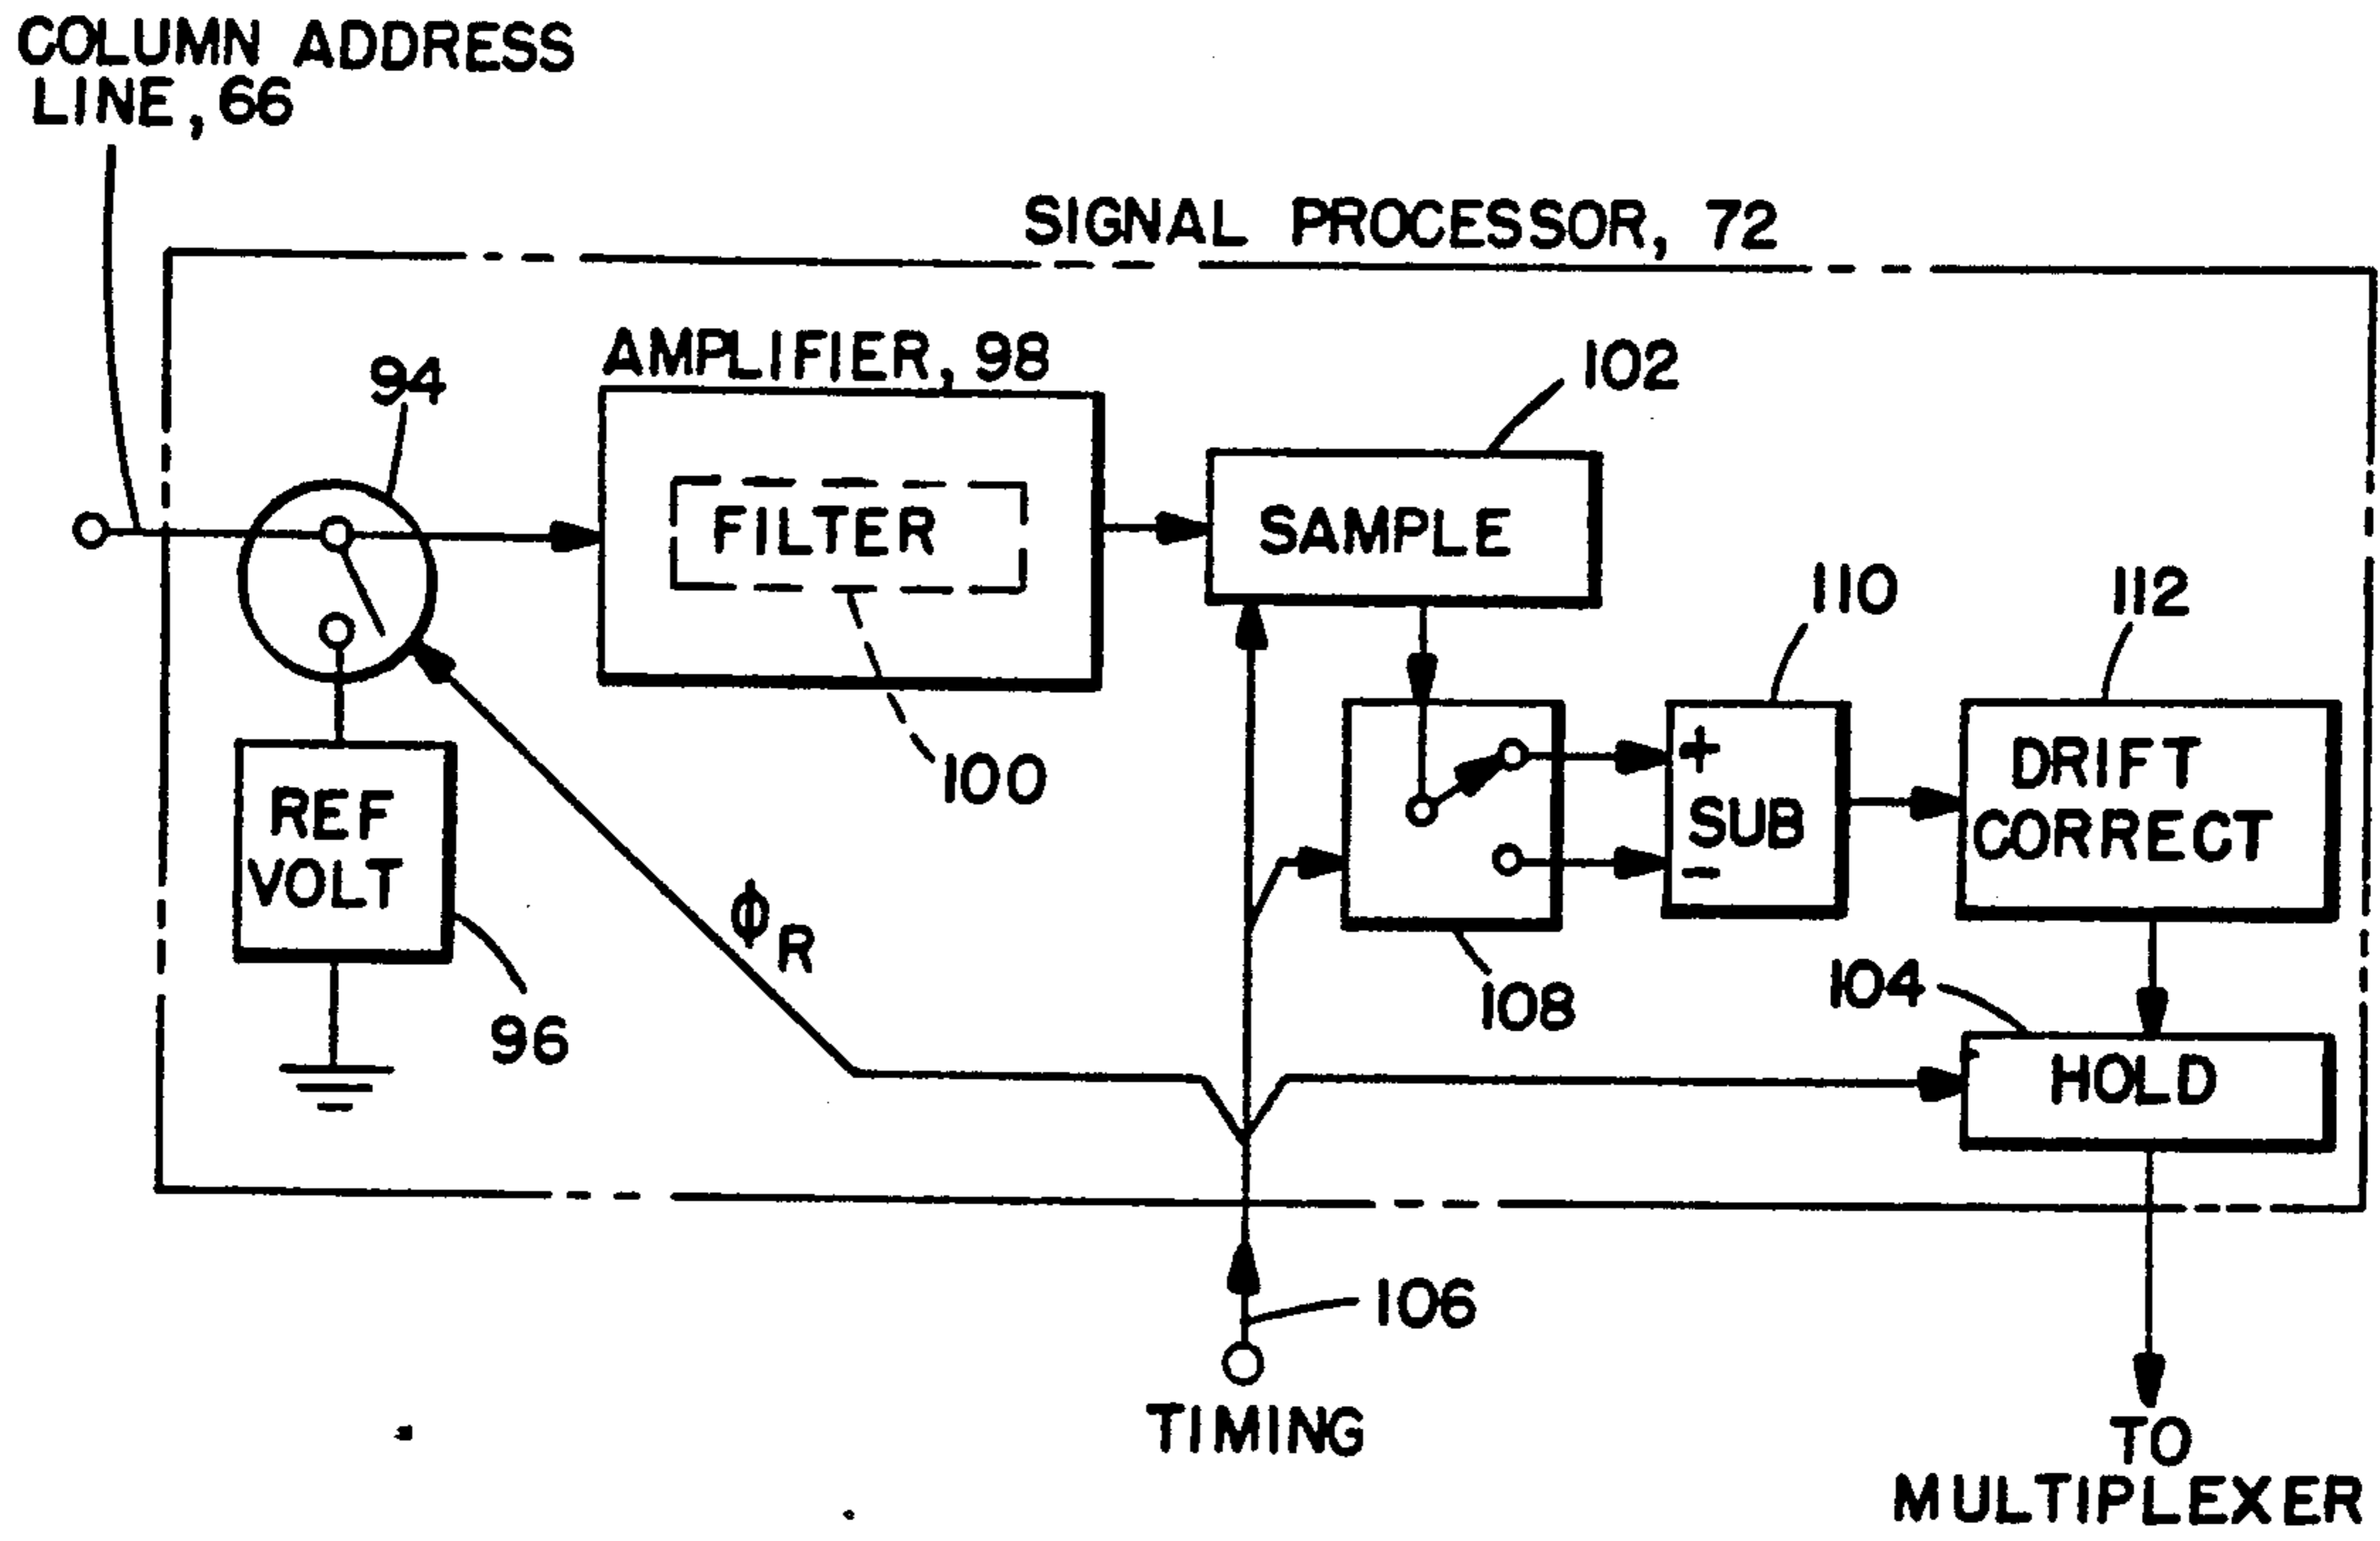 COLUMN ADDRESS
LINE, 66
SIGNAL PROCESSOR, 72
94
AMPLIFIER, 98
102
FILTER
SAMPLE
110
112
100
+
SUB
-
DRIFT
CORRECT
REF
VOLT
ϕR
96
108
104
HOLD
106
TIMING
TO
MULTIPLEXER